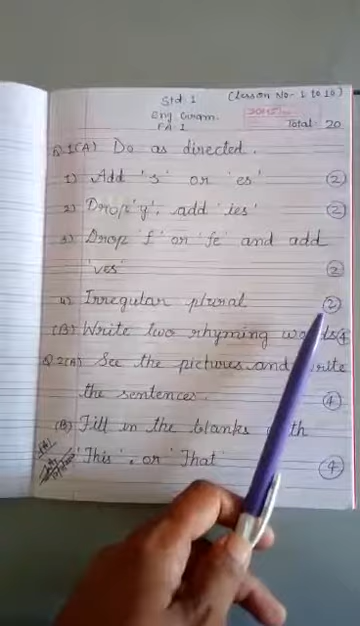 Std 1 (Lesson No- 1 to 10)
Eng Gram.
FA 1 Total: 20
Q.1(A) Do as directed.
1) Add 's' or 'es' (2)
2) Drop 'y', add 'ies' (2)
3) Drop 'f' or 'fe' and add
'ves' (2)
4) Irregular plural (2)
(B) Write two rhyming words 4
Q.2(A) See the pictures and write
the sentences. (4)
(B) Fill in the blanks with
'This', or 'That' (4)